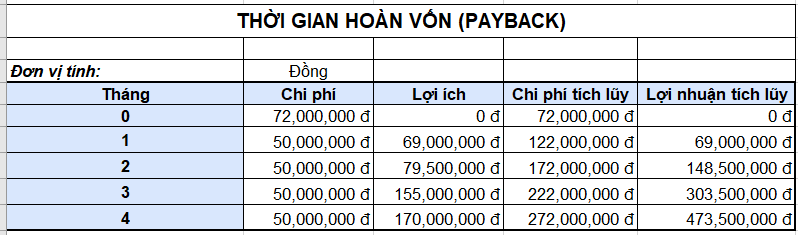 THỜI GIAN HOÀN VỐN (PAYBACK)
Đơn vị tính: Đồng
Tháng Chi phí Lợi ích Chi phí tích lũy Lợi nhuận tích lũy
0 72,000,000 đ 0 đ 72,000,000 đ 0 đ
1 50,000,000 đ 69,000,000 đ 122,000,000 đ 69,000,000 đ
2 50,000,000 đ 79,500,000 đ 172,000,000 đ 148,500,000 đ
3 50,000,000 đ 155,000,000 đ 222,000,000 đ 303,500,000 đ
4 50,000,000 đ 170,000,000 đ 272,000,000 đ 473,500,000 đ